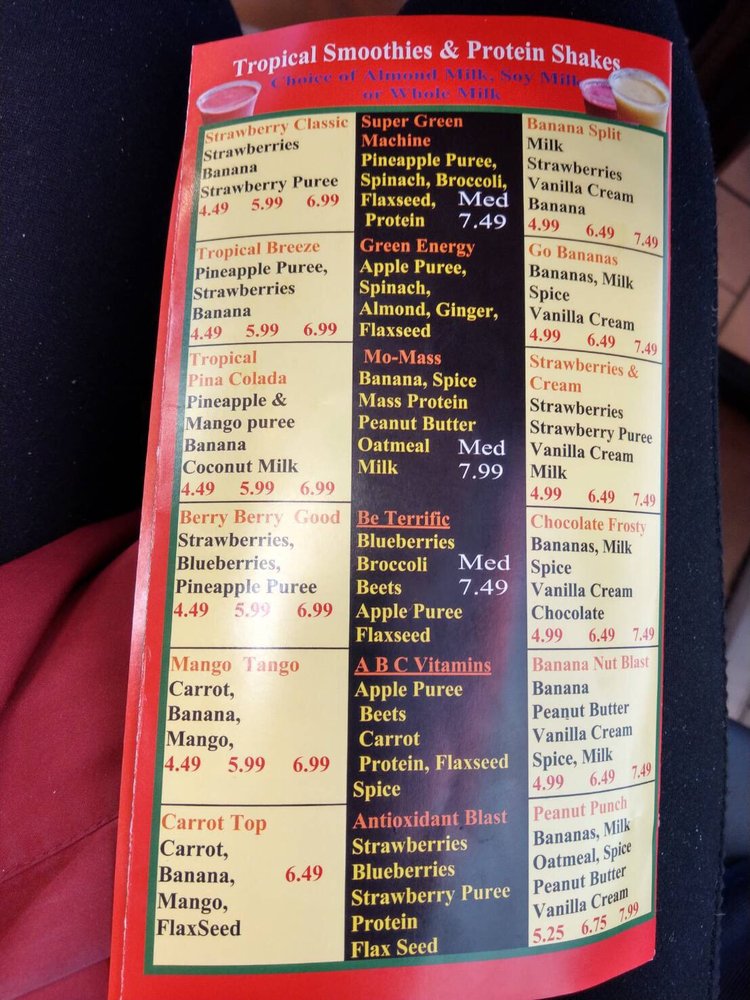 Tropical Smoothies & Protein Shakes
Choice of Almond Milk, Soy Milk
or Whole Milk
Strawberry Classic
Strawberries
Banana
Strawberry Puree
4.49 5.99 6.99
Tropical Breeze
Pineapple Puree,
Strawberries
Banana
4.49 5.99 6.99
Tropical
Pina Colada
Pineapple &
Mango puree
Banana
Coconut Milk
4.49 5.99 6.99
Berry Berry Good
Strawberries,
Blueberries,
Pineapple Puree
4.49 5.99 6.99
Mango Tango
Carrot,
Banana,
Mango,
4.49 5.99 6.99
Carrot Top
Carrot,
Banana, 6.49
Mango,
FlaxSeed
Super Green
Machine
Pineapple Puree,
Spinach, Broccoli,
Flaxseed, Med
Protein 7.49
Green Energy
Apple Puree,
Spinach,
Almond, Ginger,
Flaxseed
Mo-Mass
Banana, Spice
Mass Protein
Peanut Butter
Oatmeal Med
Milk 7.99
Be Terrific
Blueberries
Broccoli Med
Beets 7.49
Apple Puree
Flaxseed
A B C Vitamins
Apple Puree
Beets
Carrot
Protein, Flaxseed
Spice
Antioxidant Blast
Strawberries
Blueberries
Strawberry Puree
Protein
Flax Seed
Banana Split
Milk
Strawberries
Vanilla Cream
Banana
4.99 6.49 7.49
Go Bananas
Bananas, Milk
Spice
Vanilla Cream
4.99 6.49 7.49
Strawberries &
Cream
Strawberries
Strawberry Puree
Vanilla Cream
Milk
4.99 6.49 7.49
Chocolate Frosty
Bananas, Milk
Spice
Vanilla Cream
Chocolate
4.99 6.49 7.49
Banana Nut Blast
Banana
Peanut Butter
Vanilla Cream
Spice, Milk
4.99 6.49 7.49
Peanut Punch
Bananas, Milk
Oatmeal, Spice
Peanut Butter
Vanilla Cream
5.25 6.75 7.99